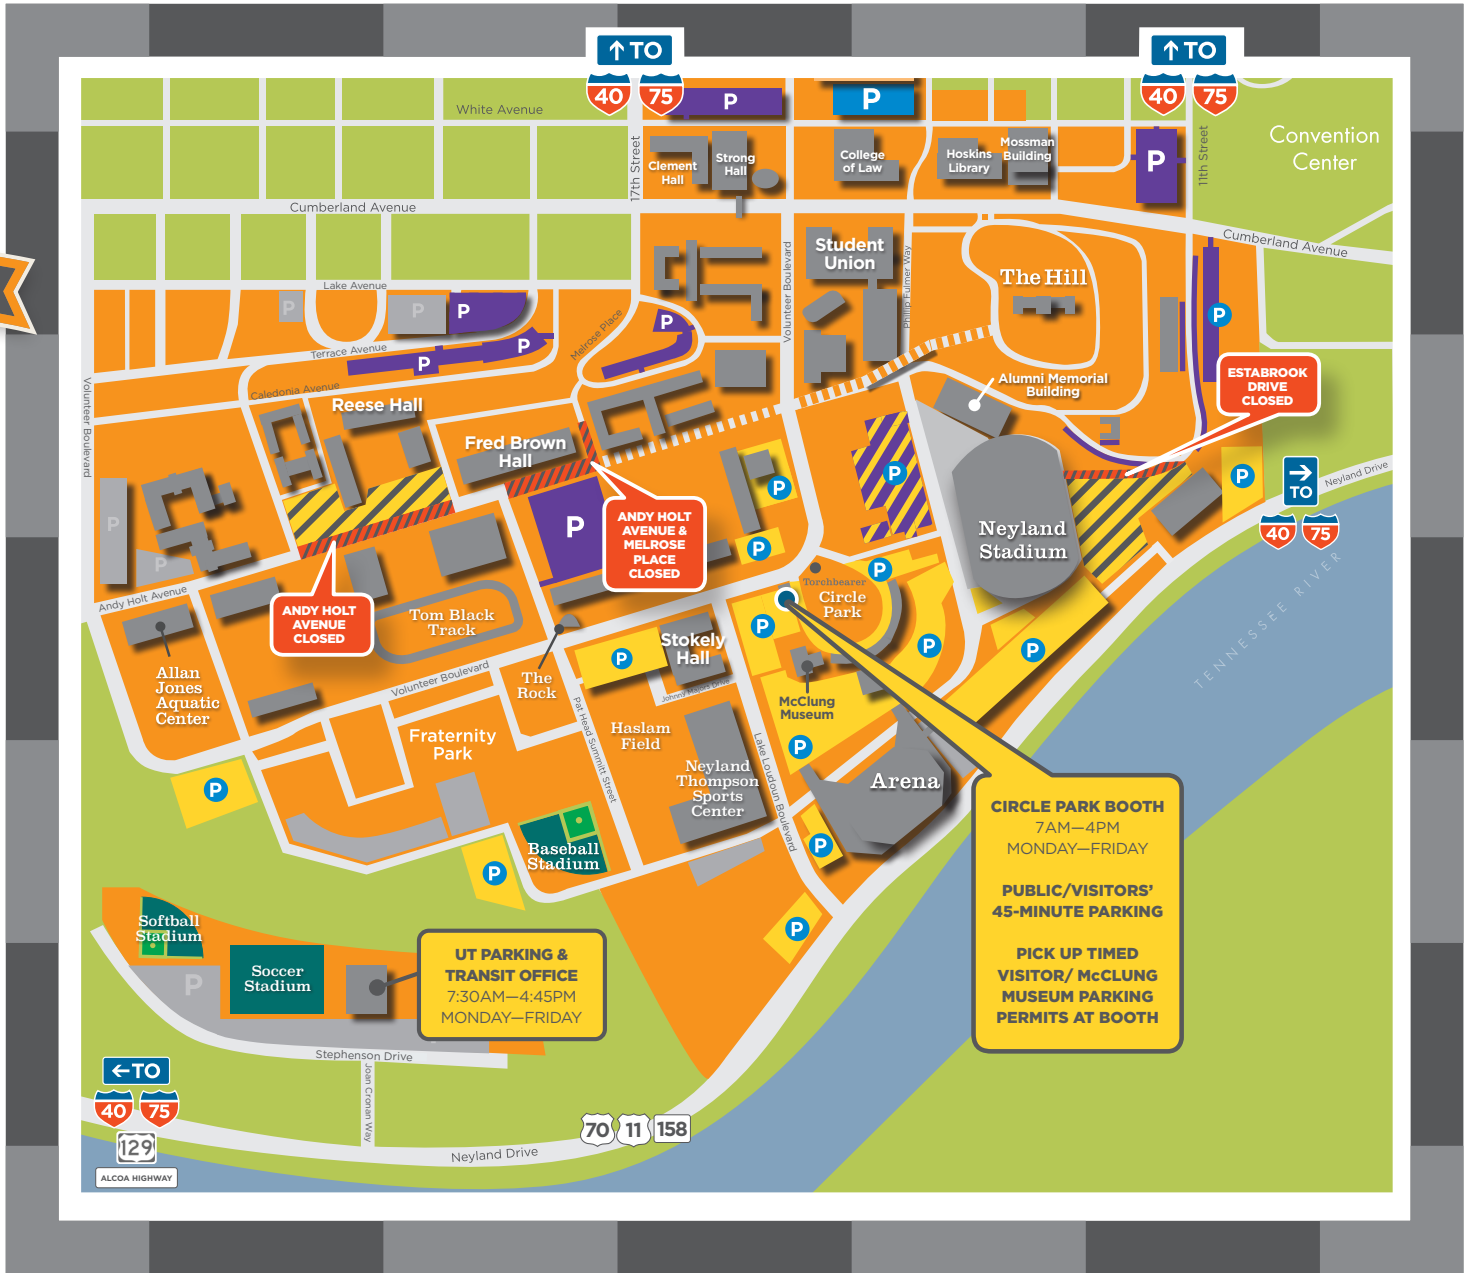 TO
40
75
TO
40
75
White Avenue
P
P
17th Street
Clement
Hall
Strong
Hall
College
of Law
Hoskins
Library
Mossman
Building
P
11th Street
Convention
Center
Cumberland Avenue
Cumberland Avenue
Student
Union
Volunteer Boulevard
Phillip Fulmer Way
The Hill
Lake Avenue
P
P
P
P
P
Terrace Avenue
P
P
Melrose Place
Caledonia Avenue
Volunteer Boulevard
Reese Hall
Alumni Memorial
Building
ESTABROOK
DRIVE
CLOSED
Fred Brown
Hall
P
P
P
TO
40
75
Neyland Drive
P
P
P
ANDY HOLT
AVENUE &
MELROSE
PLACE
CLOSED
P
Neyland
Stadium
TENNESSEE RIVER
P
Andy Holt Avenue
ANDY HOLT
AVENUE
CLOSED
Tom Black
Track
Torchbearer
Circle
Park
P
P
P
P
Allan
Jones
Aquatic
Center
Volunteer Boulevard
The
Rock
P
Stokely
Hall
Johnny Majors Drive
McClung
Museum
Pat Head Summitt Street
Haslam
Field
Fraternity
Park
Lake Loudoun Boulevard
P
Neyland
Thompson
Sports
Center
Arena
P
P
P
Baseball
Stadium
P
CIRCLE PARK BOOTH
7AM—4PM
MONDAY—FRIDAY
PUBLIC/VISITORS’
45-MINUTE PARKING
PICK UP TIMED
VISITOR/ McCLUNG
MUSEUM PARKING
PERMITS AT BOOTH
Softball
Stadium
P
Soccer
Stadium
UT PARKING &
TRANSIT OFFICE
7:30AM—4:45PM
MONDAY—FRIDAY
Stephenson Drive
Joan Cronan Way
TO
40
75
129
ALCOA HIGHWAY
70
11
158
Neyland Drive